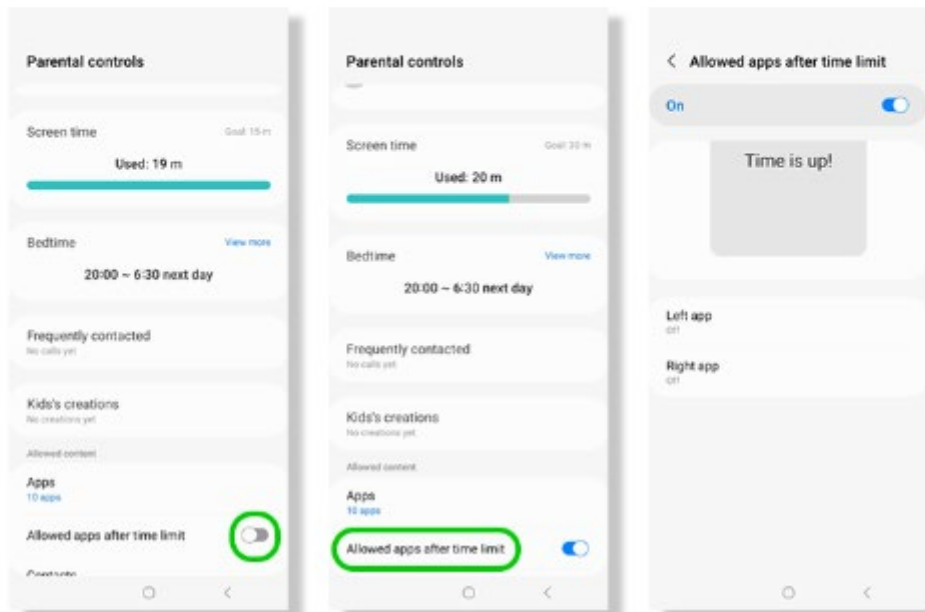 Parental controls
Screen time
Goal: 15 m
Used: 19 m
Bedtime
View more
20:00 ~ 6:30 next day
Frequently contacted
No calls yet
Kids's creations
No creations yet
Allowed content
Apps
10 apps
Allowed apps after time limit
Contacts
Parental controls
Screen time
Goal: 30 m
Used: 20 m
Bedtime
View more
20:00 ~ 6:30 next day
Frequently contacted
No calls yet
Kids's creations
No creations yet
Allowed content
Apps
10 apps
Allowed apps after time limit
Allowed apps after time limit
On
Time is up!
Left app
Off
Right app
Off